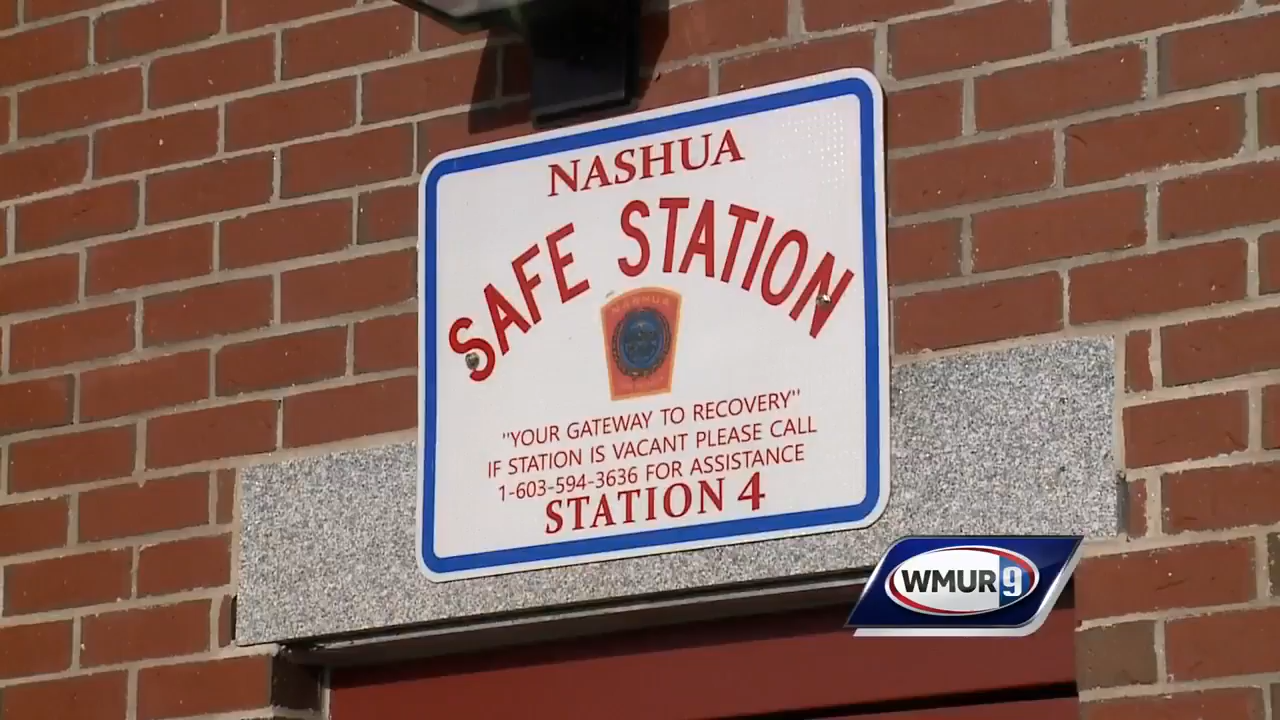 NASHUA
SAFE STATION
NASHUA
"YOUR GATEWAY TO RECOVERY"
IF STATION IS VACANT PLEASE CALL
1-603-594-3636 FOR ASSISTANCE
STATION 4
WMUR 9